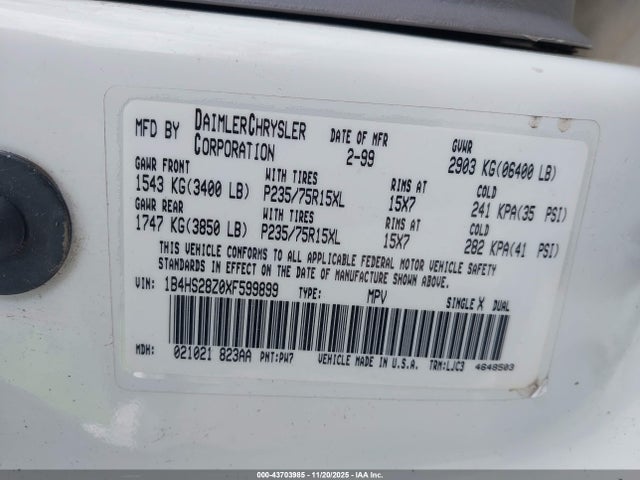 MFD BY DAIMLERCHRYSLER CORPORATION DATE OF MFR 2-99 GVWR 2903 KG(06400 LB)
GAWR FRONT WITH TIRES RIMS AT COLD
1543 KG(3400 LB) P235/75R15XL 15X7 241 KPA(35 PSI)
GAWR REAR WITH TIRES RIMS AT COLD
1747 KG(3850 LB) P235/75R15XL 15X7 282 KPA(41 PSI)
THIS VEHICLE CONFORMS TO ALL APPLICABLE FEDERAL MOTOR VEHICLE SAFETY
STANDARDS IN EFFECT ON THE DATE OF MANUFACTURE SHOWN ABOVE.
VIN: 1B4HS28Z0XF599899 TYPE: MPV SINGLE X DUAL
MDH: 021021 823AA PNT:PW7 VEHICLE MADE IN U.S.A. TRM:LJC3 4648503
000-43703985 - 11/20/2025 - IAAI.COM